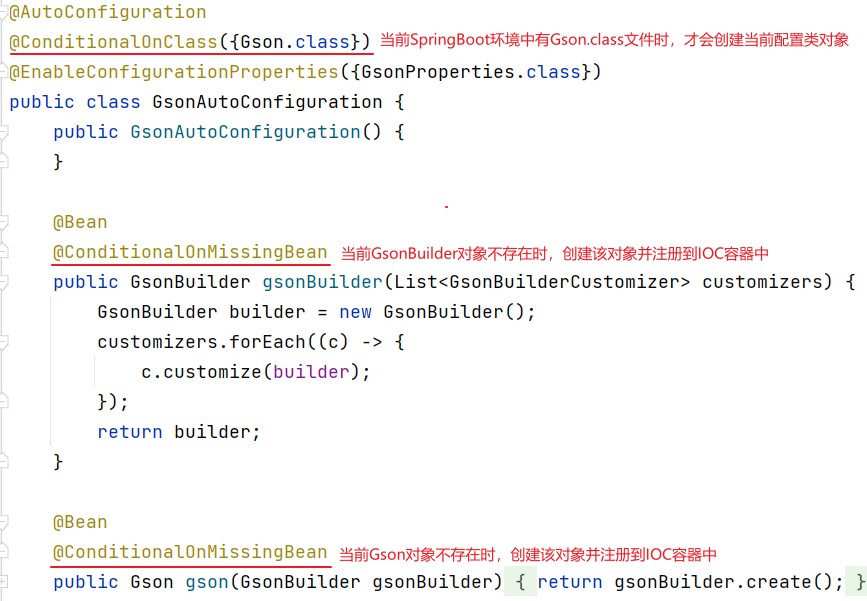 @AutoConfiguration
@ConditionalOnClass({Gson.class}) 当前SpringBoot环境中有Gson.class文件时，才会创建当前配置类对象
@EnableConfigurationProperties({GsonProperties.class})
public class GsonAutoConfiguration {
    public GsonAutoConfiguration() {
    }

    @Bean
    @ConditionalOnMissingBean 当前GsonBuilder对象不存在时，创建该对象并注册到IOC容器中
    public GsonBuilder gsonBuilder(List<GsonBuilderCustomizer> customizers) {
        GsonBuilder builder = new GsonBuilder();
        customizers.forEach((c) -> {
            c.customize(builder);
        });
        return builder;
    }

    @Bean
    @ConditionalOnMissingBean 当前Gson对象不存在时，创建该对象并注册到IOC容器中
    public Gson gson(GsonBuilder gsonBuilder) { return gsonBuilder.create(); }